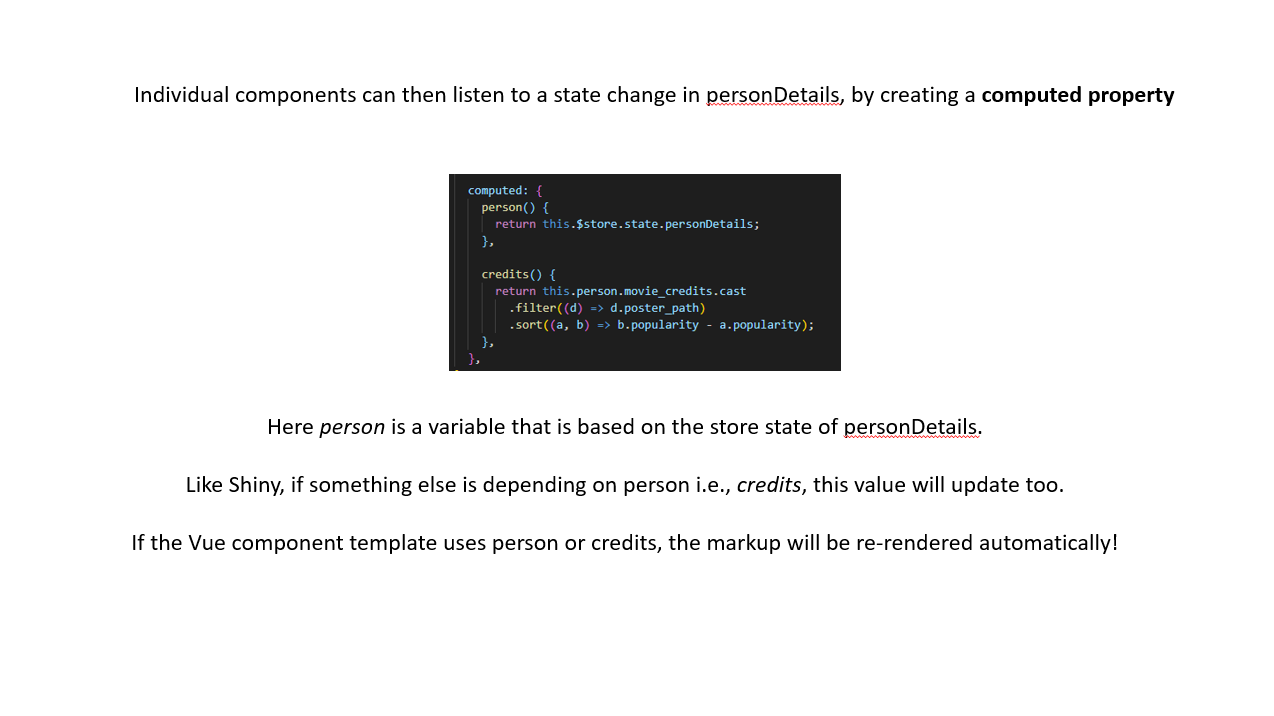 Individual components can then listen to a state change in personDetails, by creating a computed property
computed: {
person() {
return this.$store.state.personDetails;
},
credits() {
return this.person.movie_credits.cast
.filter((d) => d.poster_path)
.sort((a, b) => b.popularity - a.popularity);
},
},
Here person is a variable that is based on the store state of personDetails.
Like Shiny, if something else is depending on person i.e., credits, this value will update too.
If the Vue component template uses person or credits, the markup will be re-rendered automatically!